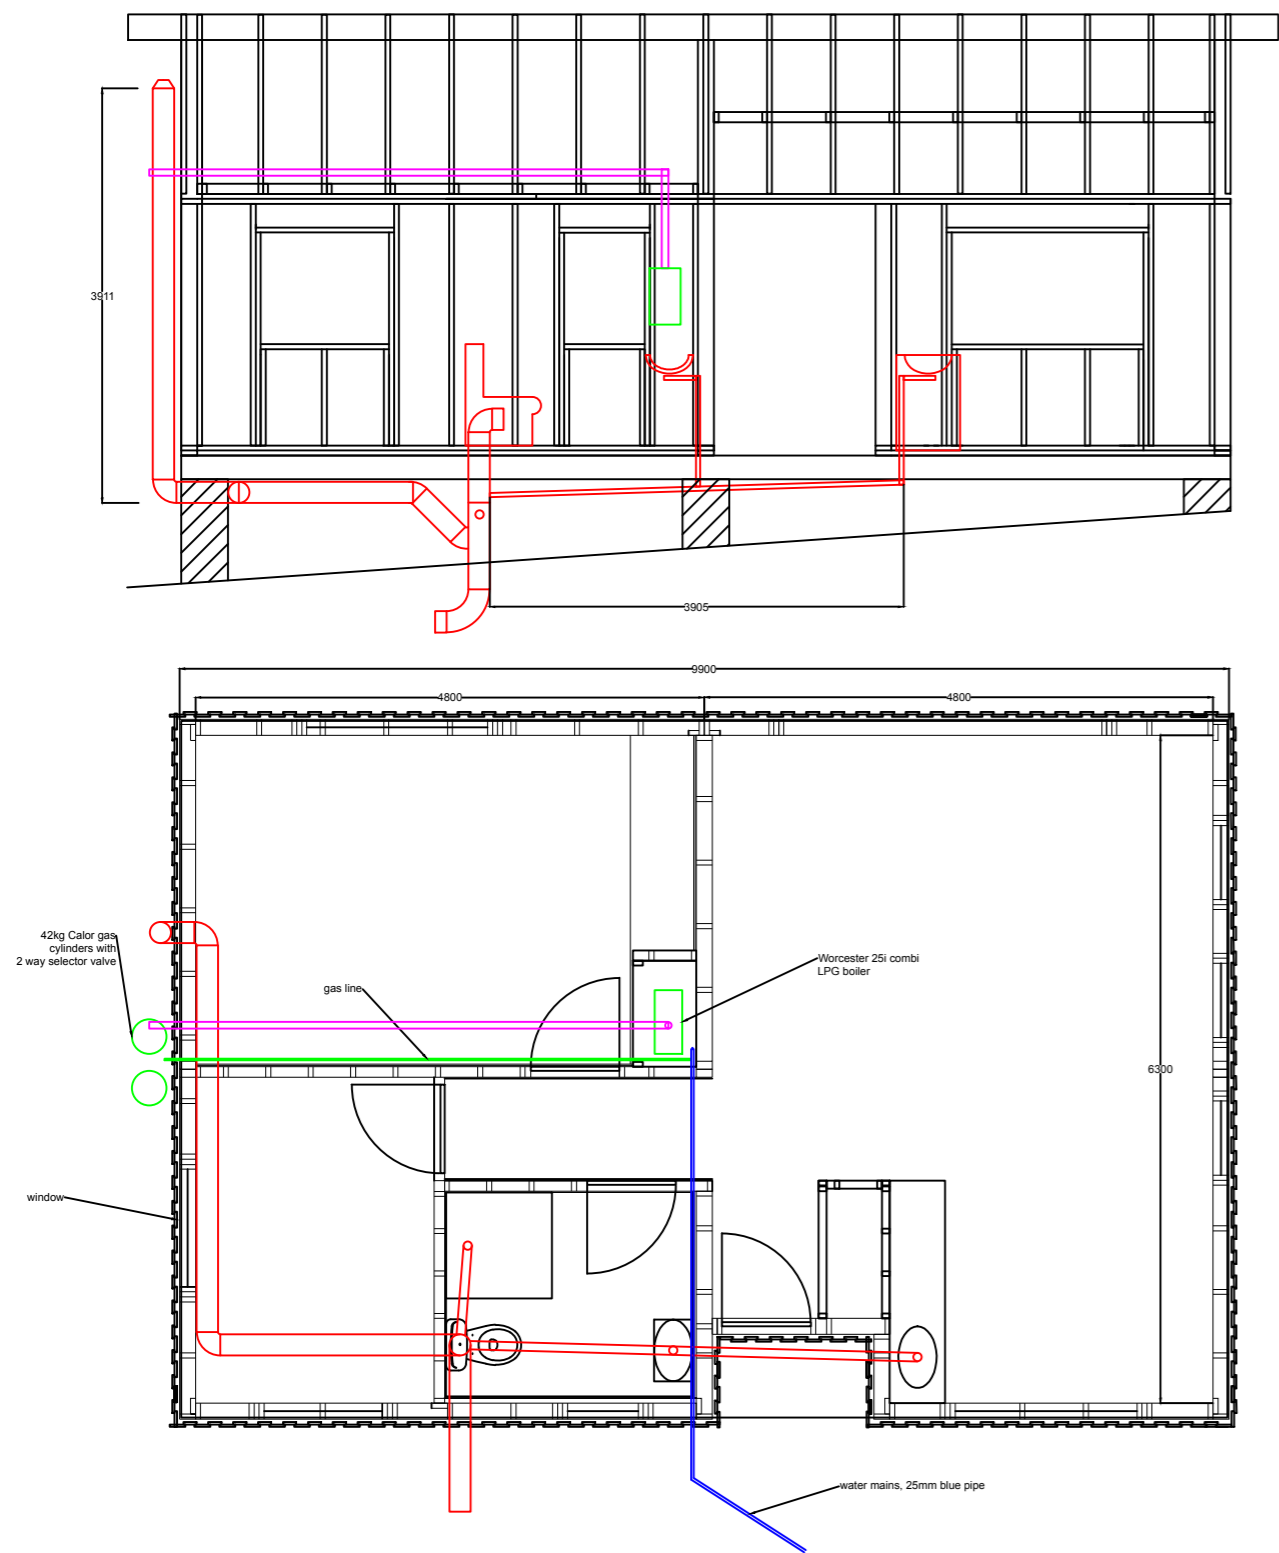 3911
3905
9900
4800
4800
42kg Calor gas
cylinders with
2 way selector valve
gas line
Worcester 25i combi
LPG boiler
6300
window
water mains, 25mm blue pipe